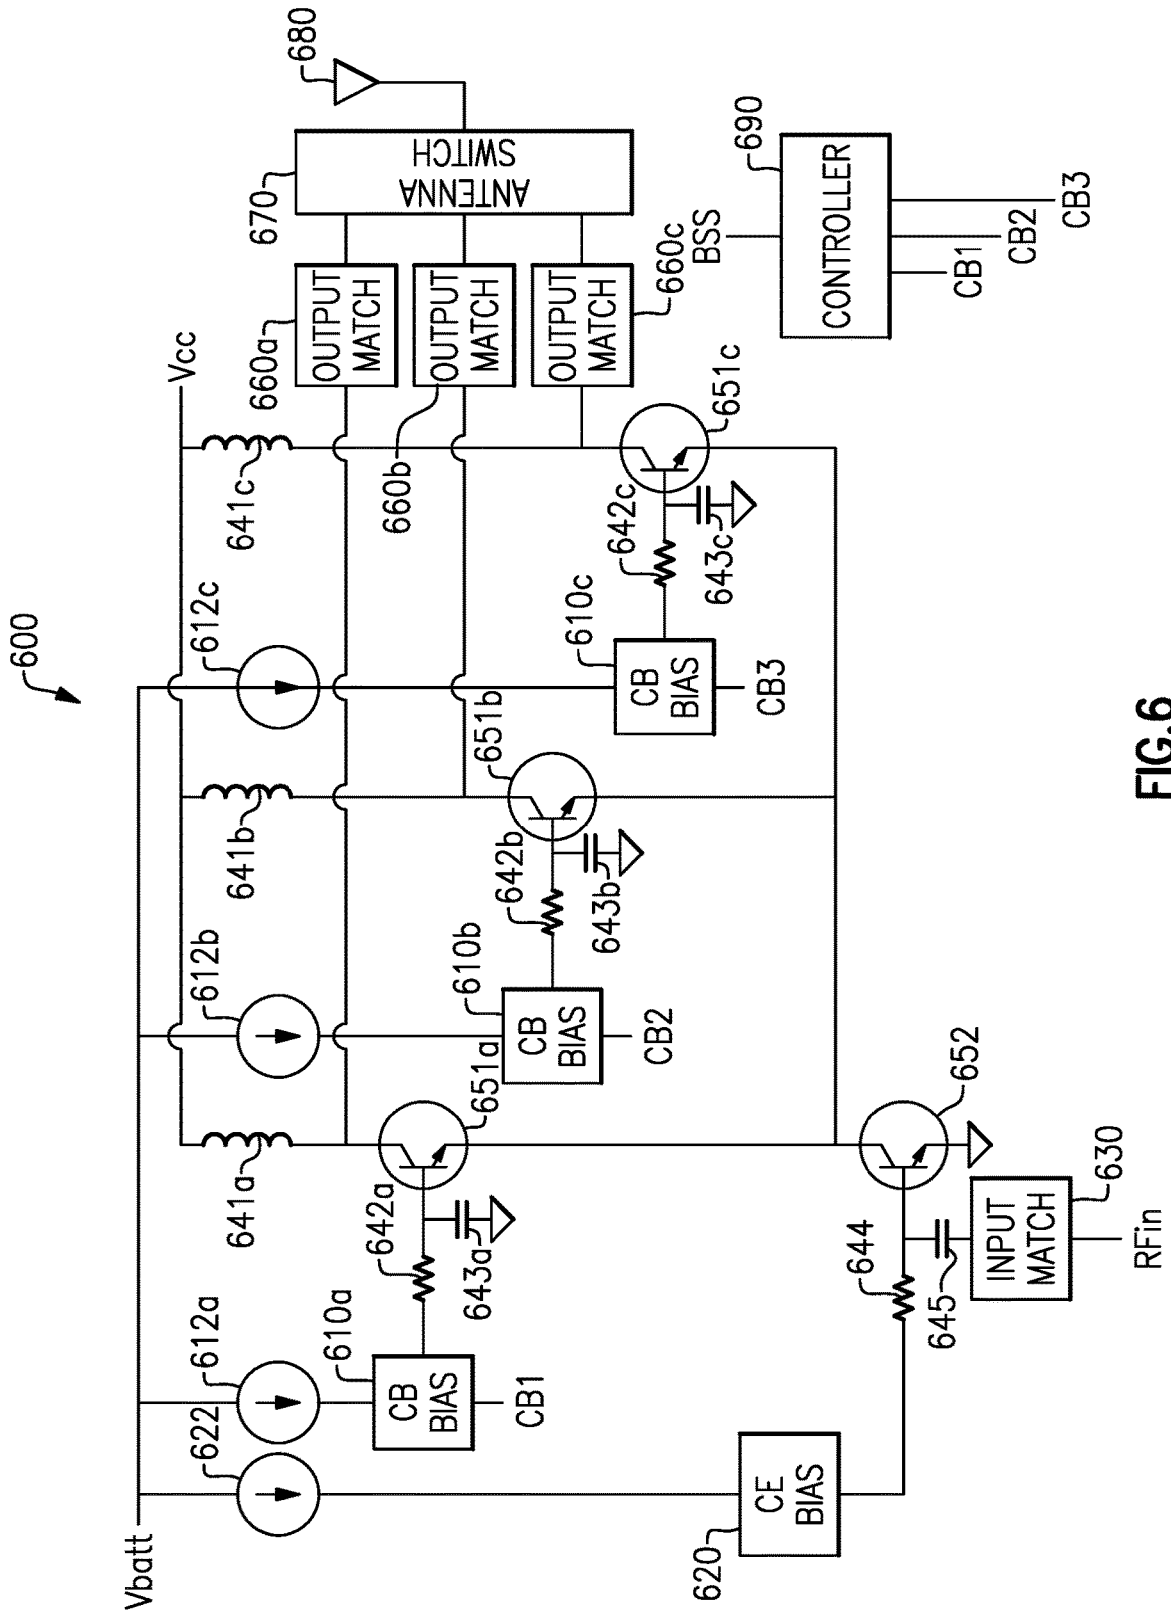 600
Vbatt
Vcc
622
612a
612b
612c
641a
641b
641c
660a
OUTPUT
MATCH
660b
OUTPUT
MATCH
660c
OUTPUT
MATCH
670
ANTENNA
SWITCH
680
610a
CB
BIAS
CB1
642a
643a
651a
610b
CB
BIAS
CB2
642b
643b
651b
610c
CB
BIAS
CB3
642c
643c
651c
620
CE
BIAS
644
645
652
INPUT
MATCH
630
RFin
BSS
690
CONTROLLER
CB1
CB2
CB3
FIG.6